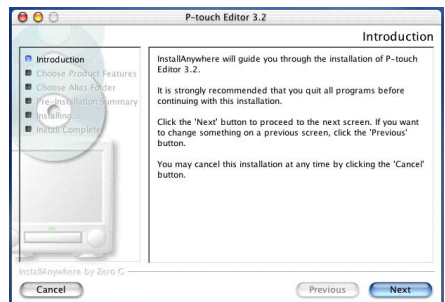 P-touch Editor 3.2
Introduction
Introduction
Choose Product Features
Choose Alias Folder
Pre-Installation Summary
Installing...
Install Complete
InstallAnywhere will guide you through the installation of P-touch
Editor 3.2.
It is strongly recommended that you quit all programs before
continuing with this installation.
Click the 'Next' button to proceed to the next screen. If you want
to change something on a previous screen, click the 'Previous'
button.
You may cancel this installation at any time by clicking the 'Cancel'
button.
InstallAnywhere by Zero G
Cancel
Previous
Next